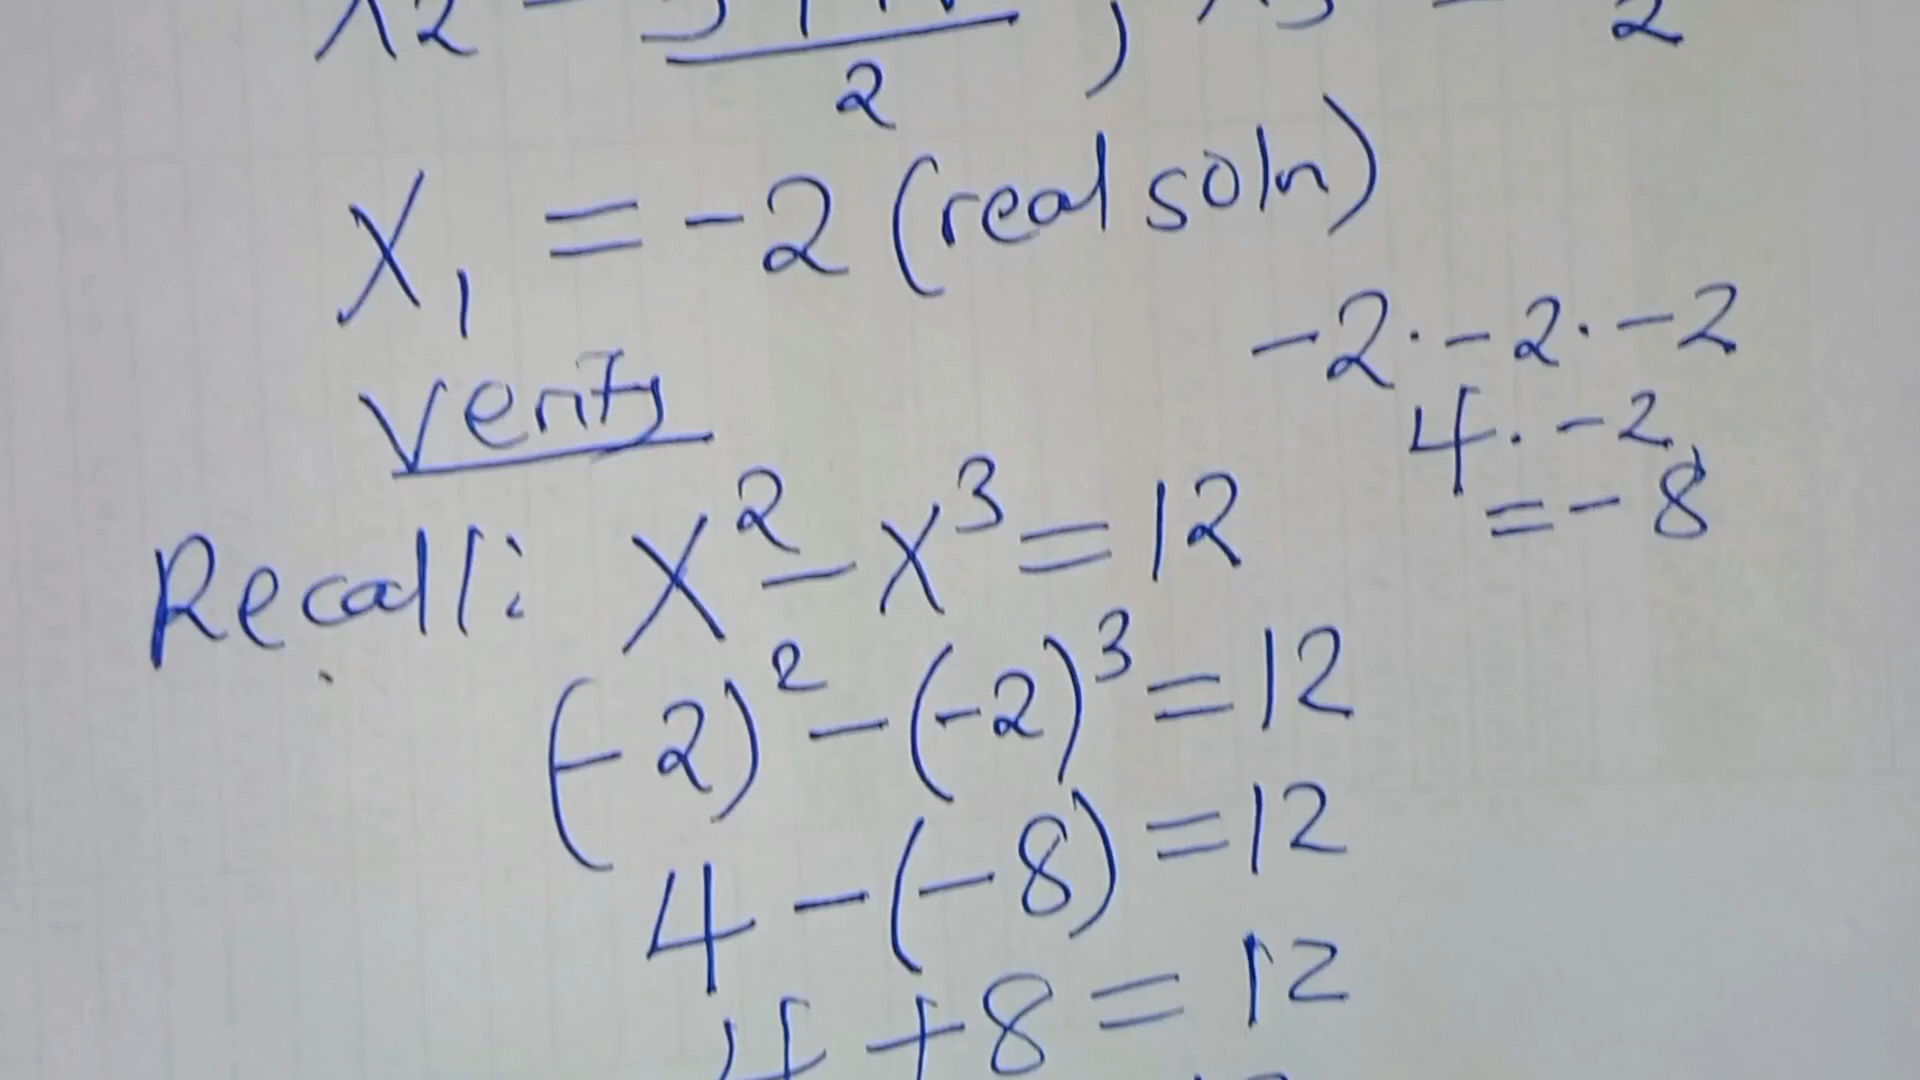 2
X₁ = -2 (real soln)
-2 · -2 · -2
4 · -2
= -8
Verify
Recall: X² - X³ = 12
(-2)² - (-2)³ = 12
4 - (-8) = 12
4 + 8 = 12